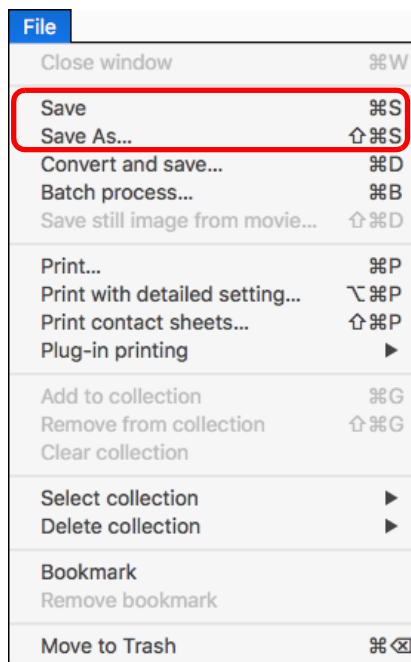 File
Close window ⌘W
Save ⌘S
Save As... ⇧⌘S
Convert and save... ⌘D
Batch process... ⌘B
Save still image from movie... ⇧⌘D
Print... ⌘P
Print with detailed setting... ⌥⌘P
Print contact sheets... ⇧⌘P
Plug-in printing ▶
Add to collection ⌘G
Remove from collection ⇧⌘G
Clear collection
Select collection ▶
Delete collection ▶
Bookmark
Remove bookmark
Move to Trash ⌘⌫